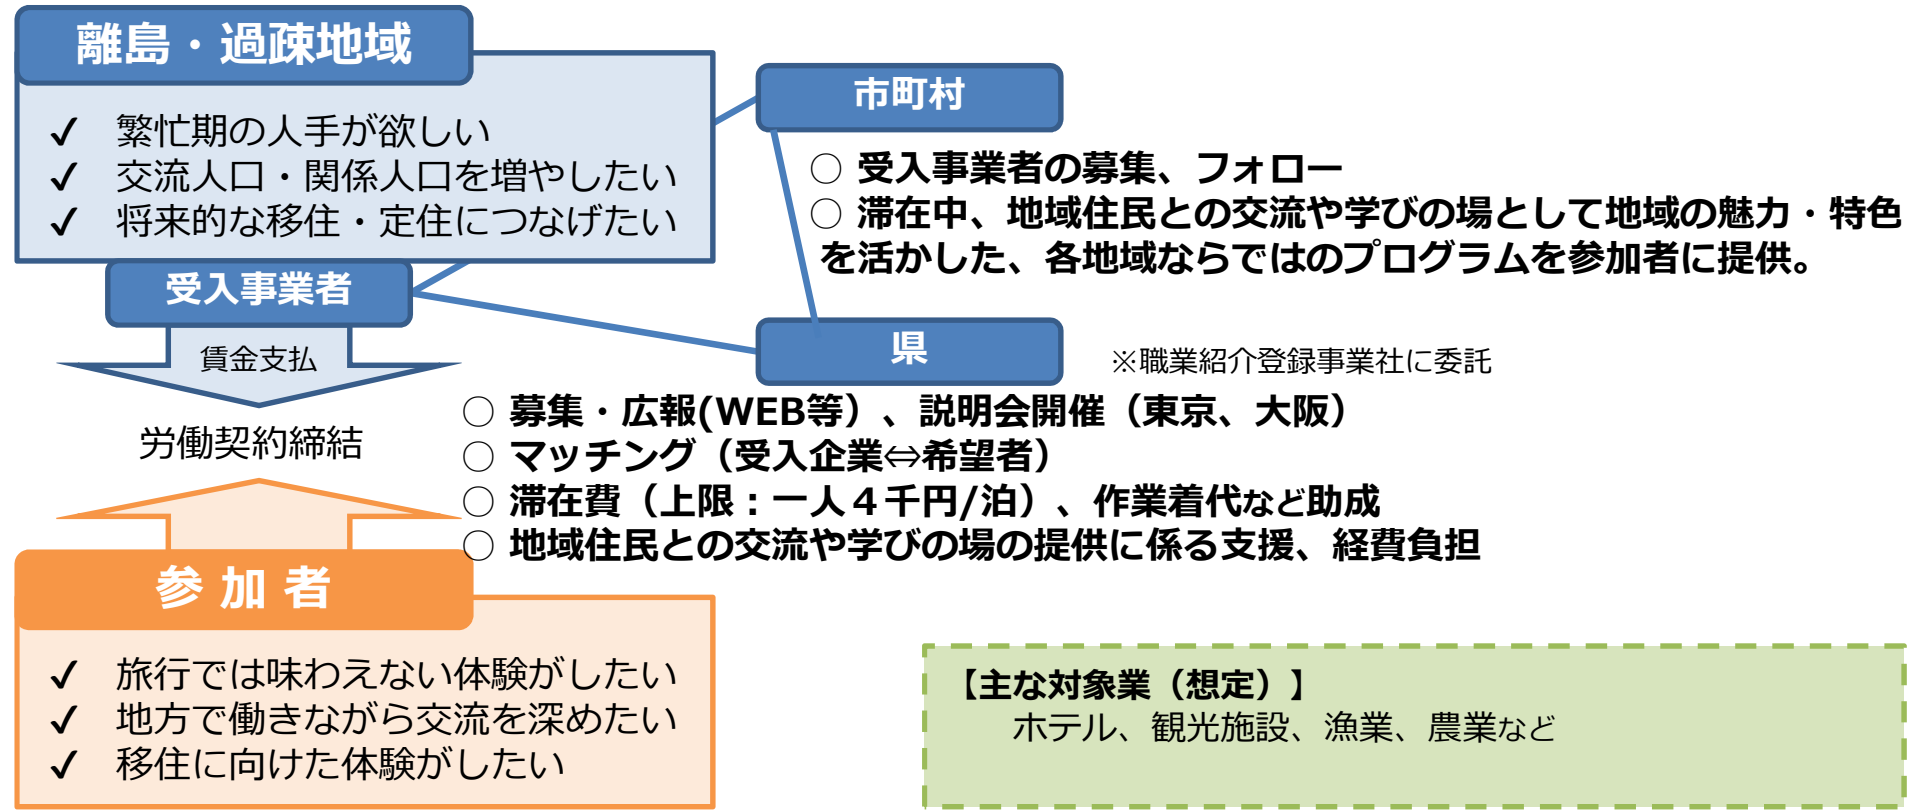 離島・過疎地域
✓ 繁忙期の人手が欲しい
✓ 交流人口・関係人口を増やしたい
✓ 将来的な移住・定住につなげたい
受入事業者
賃金支払
労働契約締結
市町村
○ 受入事業者の募集、フォロー
○ 滞在中、地域住民との交流や学びの場として地域の魅力・特色
を活かした、各地域ならではのプログラムを参加者に提供。
県
※職業紹介登録事業社に委託
○ 募集・広報(WEB等）、説明会開催（東京、大阪）
○ マッチング（受入企業⇔希望者）
○ 滞在費（上限：一人４千円/泊）、作業着代など助成
○ 地域住民との交流や学びの場の提供に係る支援、経費負担
参 加 者
✓ 旅行では味わえない体験がしたい
✓ 地方で働きながら交流を深めたい
✓ 移住に向けた体験がしたい
【主な対象業（想定）】
ホテル、観光施設、漁業、農業など